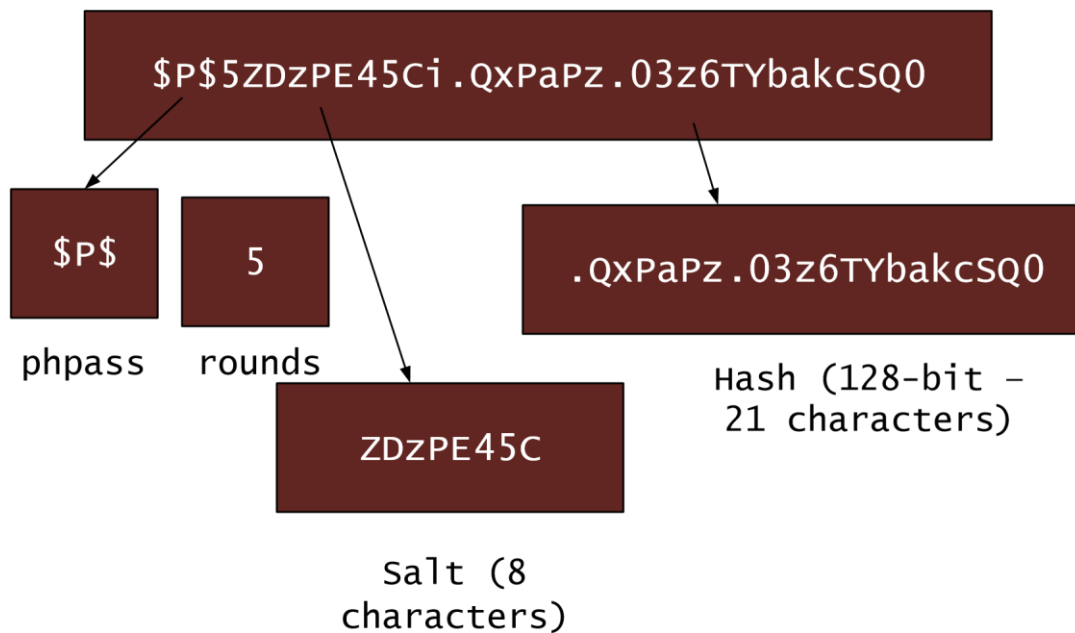 $P$5ZDzPE45Ci.QxPaPz.03z6TYbakcSQ0
$P$
5
.QxPaPz.03z6TYbakcSQ0
phpass
rounds
Hash (128-bit –
21 characters)
ZDzPE45C
Salt (8
characters)